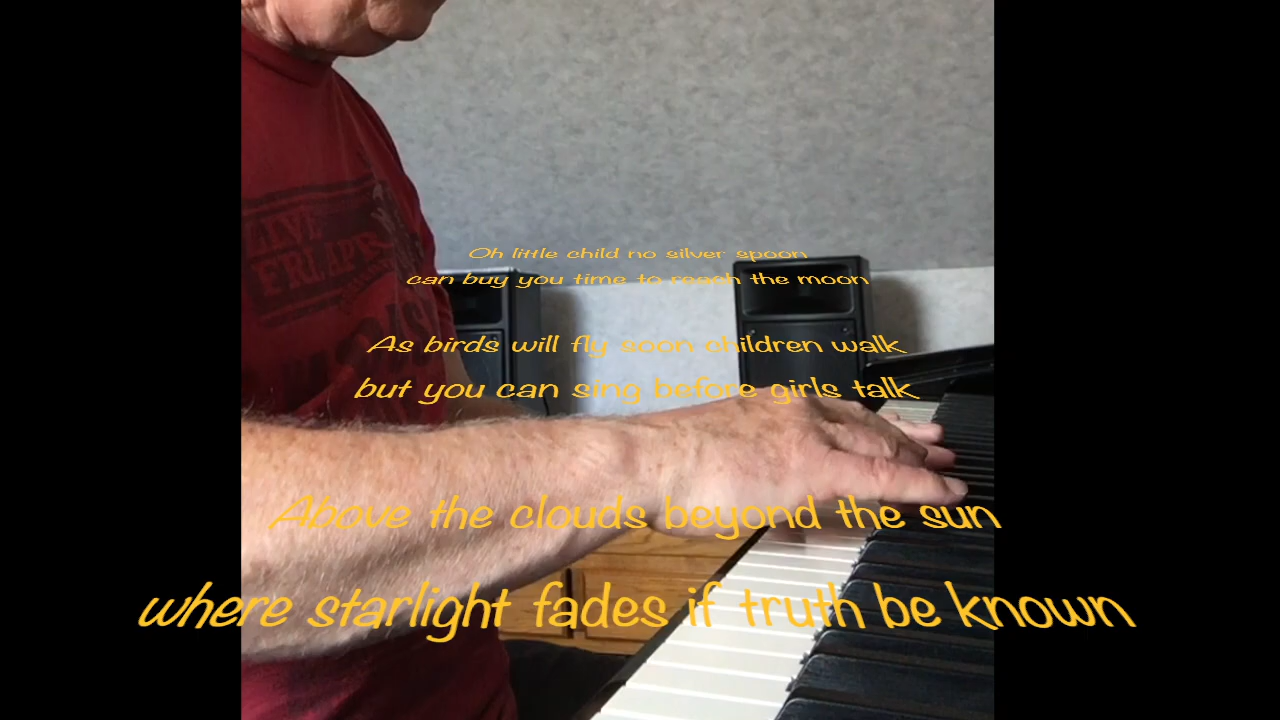 Oh little child no silver spoon
can buy you time to reach the moon
As birds will fly soon children walk
but you can sing before girls talk
Above the clouds beyond the sun
where starlight fades if truth be known
LIVE